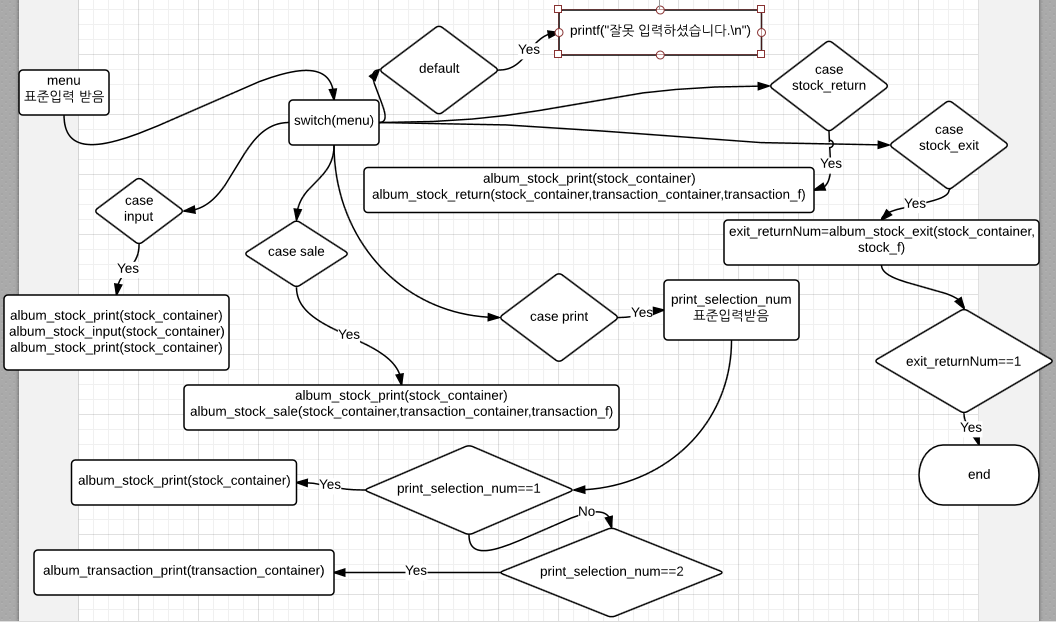 printf("잘못 입력하셨습니다.\n")
Yes
default
menu
표준입력 받음
switch(menu)
case
stock_return
case
stock_exit
Yes
album_stock_print(stock_container)
album_stock_return(stock_container,transaction_container,transaction_f)
case
input
Yes
exit_returnNum=album_stock_exit(stock_container,
stock_f)
case sale
Yes
album_stock_print(stock_container)
album_stock_input(stock_container)
album_stock_print(stock_container)
case print
Yes
print_selection_num
표준입력받음
Yes
exit_returnNum==1
album_stock_print(stock_container)
album_stock_sale(stock_container,transaction_container,transaction_f)
Yes
end
album_stock_print(stock_container)
Yes
print_selection_num==1
No
album_transaction_print(transaction_container)
Yes
print_selection_num==2